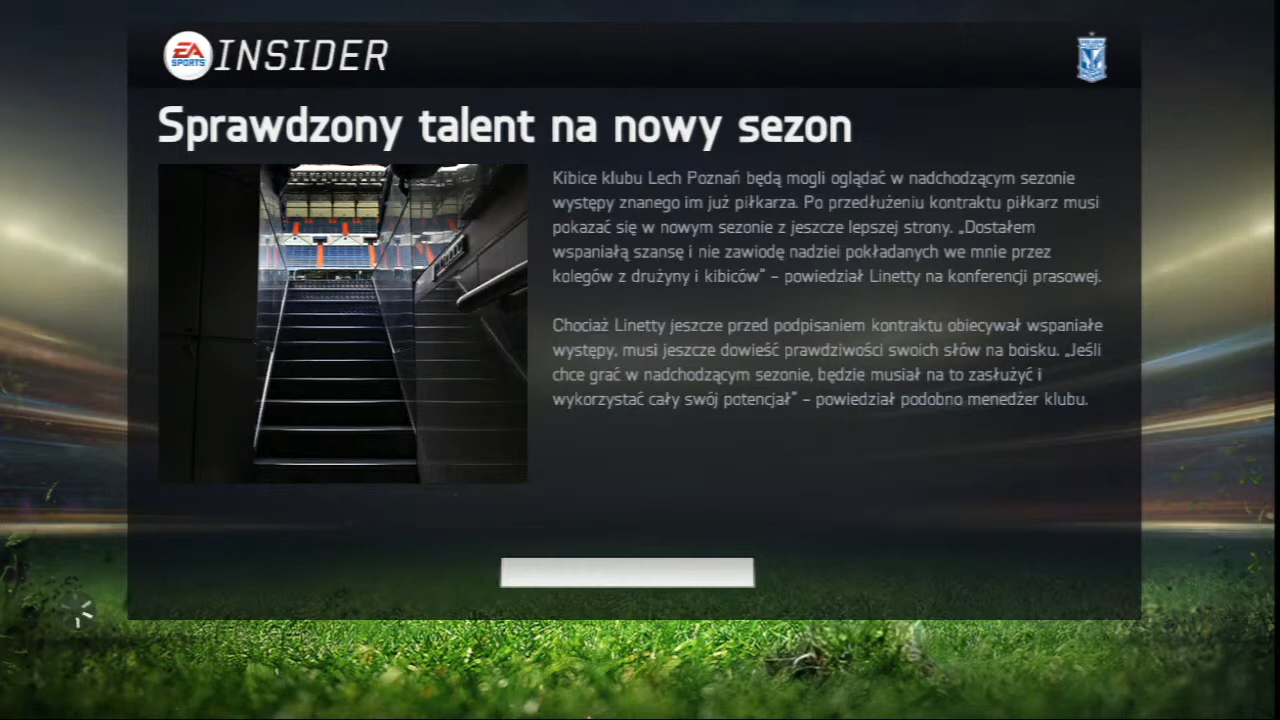 EA SPORTS INSIDER
Sprawdzony talent na nowy sezon
Kibice klubu Lech Poznań będą mogli oglądać w nadchodzącym sezonie
występy znanego im już piłkarza. Po przedłużeniu kontraktu piłkarz musi
pokazać się w nowym sezonie z jeszcze lepszej strony. „Dostałem
wspaniałą szansę i nie zawiodę nadziei pokładanych we mnie przez
kolegów z drużyny i kibiców” – powiedział Linetty na konferencji prasowej.
Chociaż Linetty jeszcze przed podpisaniem kontraktu obiecywał wspaniałe
występy, musi jeszcze dowieść prawdziwości swoich słów na boisku. „Jeśli
chce grać w nadchodzącym sezonie, będzie musiał na to zasłużyć i
wykorzystać cały swój potencjał” – powiedział podobno menedżer klubu.